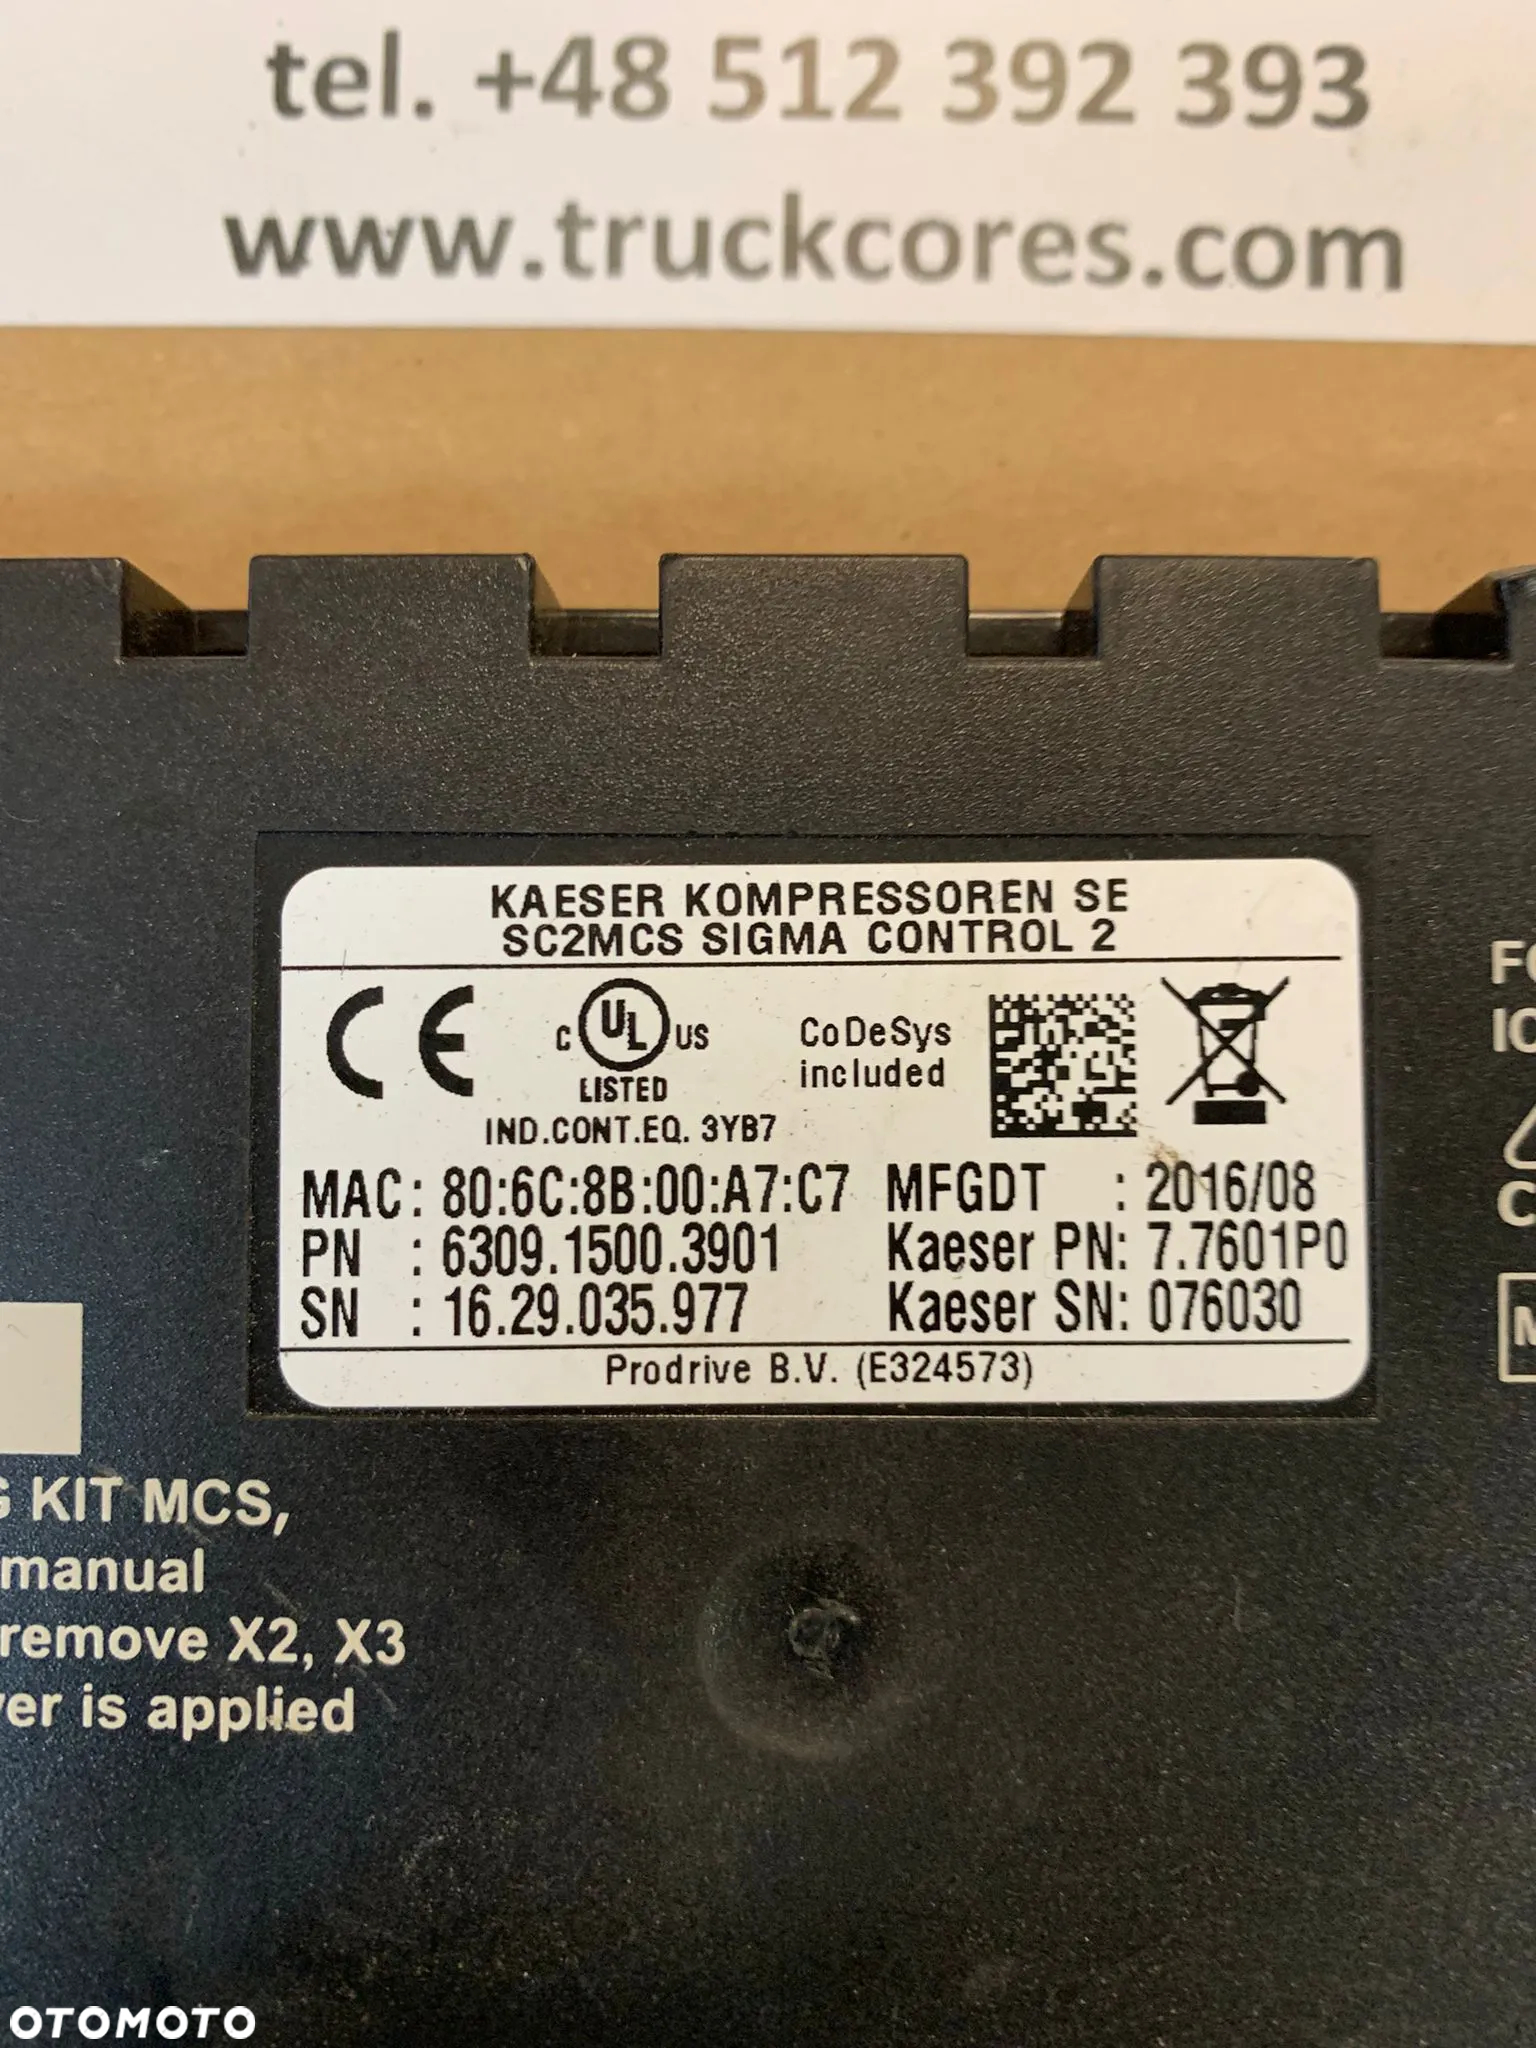 tel. +48 512 392 393
www.truckcores.com
KAESER KOMPRESSOREN SE
SC2MCS SIGMA CONTROL 2
CE
C UL US
LISTED
IND.CONT.EQ. 3YB7
CoDeSys
included
MAC: 80:6C:8B:00:A7:C7 MFGDT : 2016/08
PN : 6309.1500.3901 Kaeser PN: 7.7601P0
SN : 16.29.035.977 Kaeser SN: 076030
Prodrive B.V. (E324573)
KIT MCS,
manual
remove X2, X3
is applied
OTOMOTO